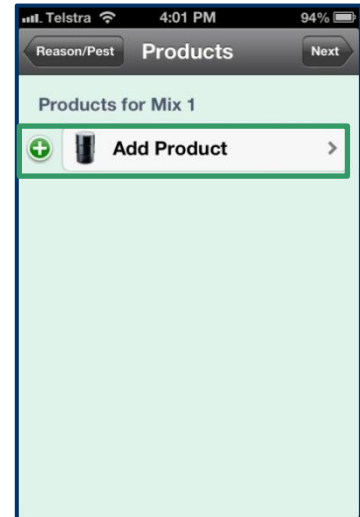 Telstra 4:01 PM 94%
Reason/Pest Products Next
Products for Mix 1
Add Product